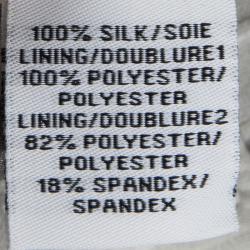 100% SILK/SOIE
LINING/DOUBLURE1
100% POLYESTER/
POLYESTER
LINING/DOUBLURE2
82% POLYESTER/
POLYESTER
18% SPANDEX/
SPANDEX